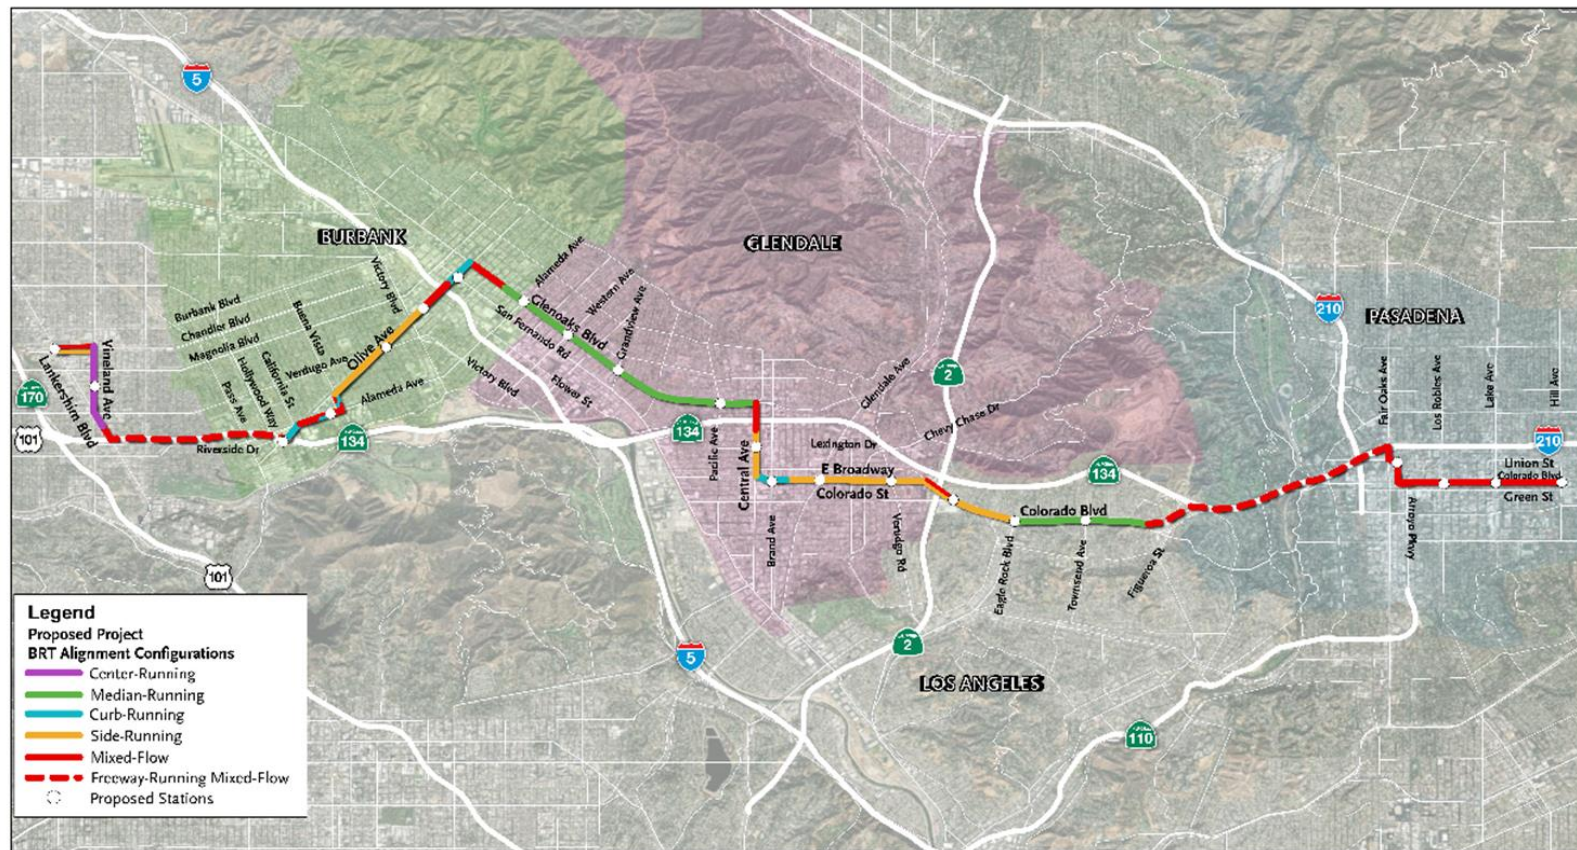 5
BURBANK
GLENDALE
Alameda Ave
Victory Blvd
Western Ave
Burbank Blvd
Chandler Blvd
Magnolia Blvd
Buena Vista
Glenoaks Blvd
Grandview Ave
San Fernando Rd
Olive Ave
Verdugo Ave
California St
Hollywood Way
Pass Ave
Alameda Ave
Victory Blvd
Flower St
Vineland Ave
Lankershim Blvd
170
101
Riverside Dr
134
134
Pacific Ave
Central Ave
Glendale Ave
Chevy Chase Dr
Lexington Dr
E Broadway
Colorado St
Brand Ave
Verudgo Rd
2
134
Colorado Blvd
Eagle Rock Blvd
Townsend Ave
Figueroa St
210
PASADENA
Fair Oaks Ave
Los Robles Ave
Lake Ave
Hill Ave
210
Union St
Colorado Blvd
Green St
Arroyo Pkwy
101
5
2
LOS ANGELES
110
Legend
Proposed Project
BRT Alignment Configurations
Center-Running
Median-Running
Curb-Running
Side-Running
Mixed-Flow
Freeway-Running Mixed-Flow
Proposed Stations